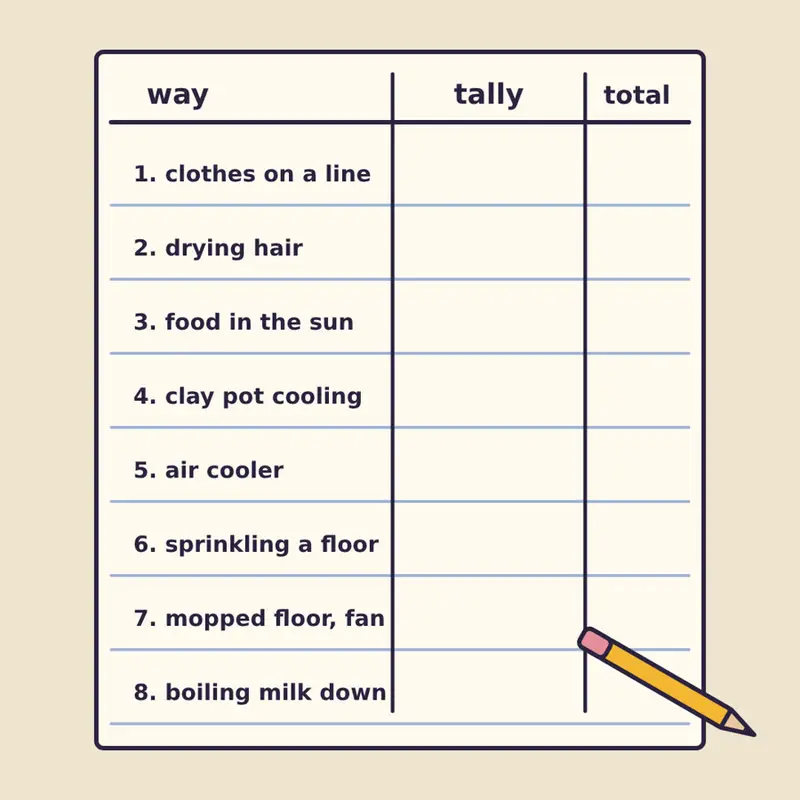 way tally total
1. clothes on a line
2. drying hair
3. food in the sun
4. clay pot cooling
5. air cooler
6. sprinkling a floor
7. mopped floor, fan
8. boiling milk down